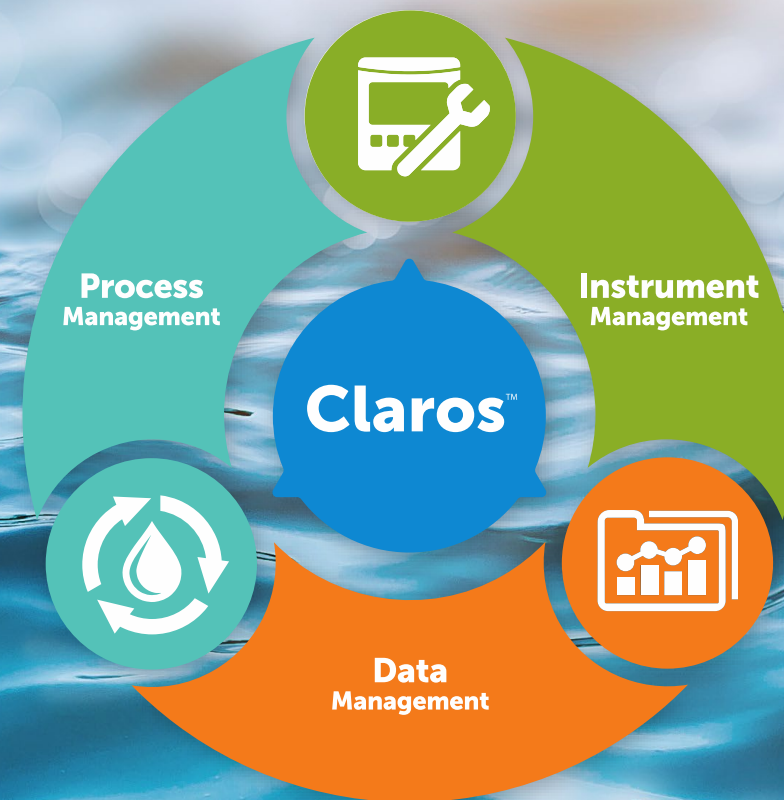 Process
Management
Instrument
Management
Claros™
Data
Management